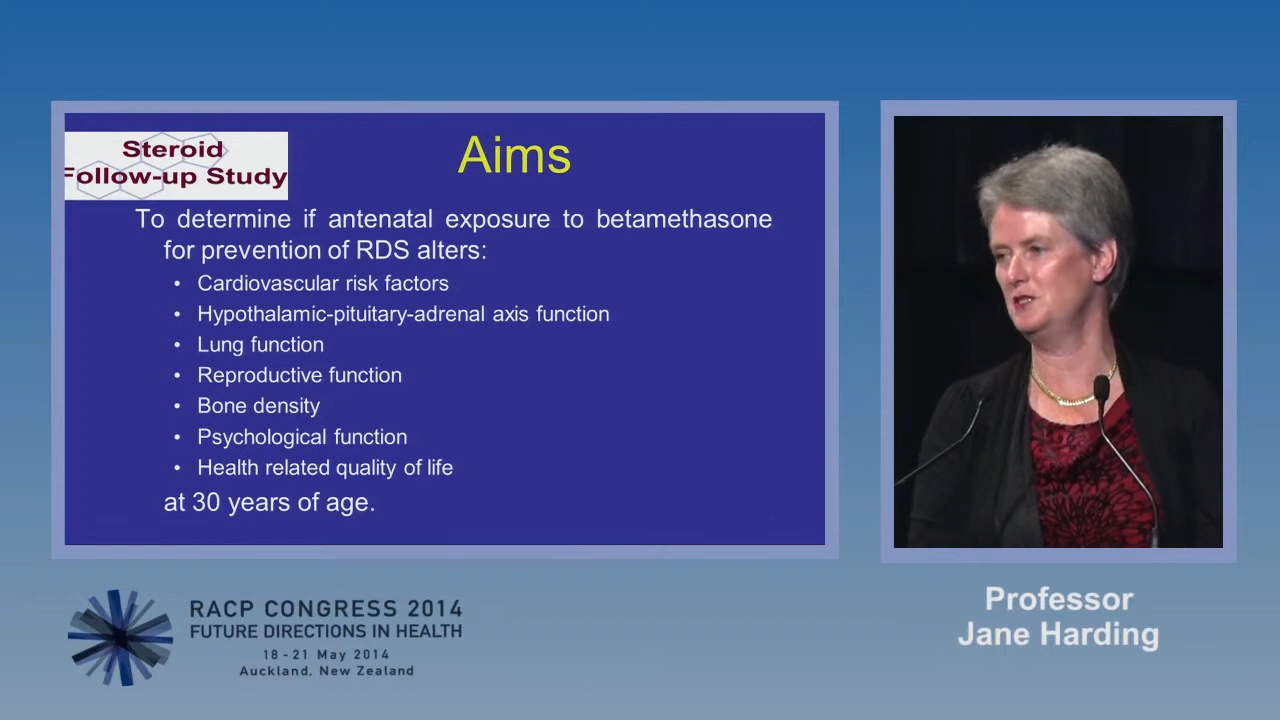 Steroid
Follow-up Study
Aims
To determine if antenatal exposure to betamethasone
for prevention of RDS alters:
• Cardiovascular risk factors
• Hypothalamic-pituitary-adrenal axis function
• Lung function
• Reproductive function
• Bone density
• Psychological function
• Health related quality of life
at 30 years of age.
RACP CONGRESS 2014
FUTURE DIRECTIONS IN HEALTH
18 - 21 May 2014
Auckland, New Zealand
Professor
Jane Harding